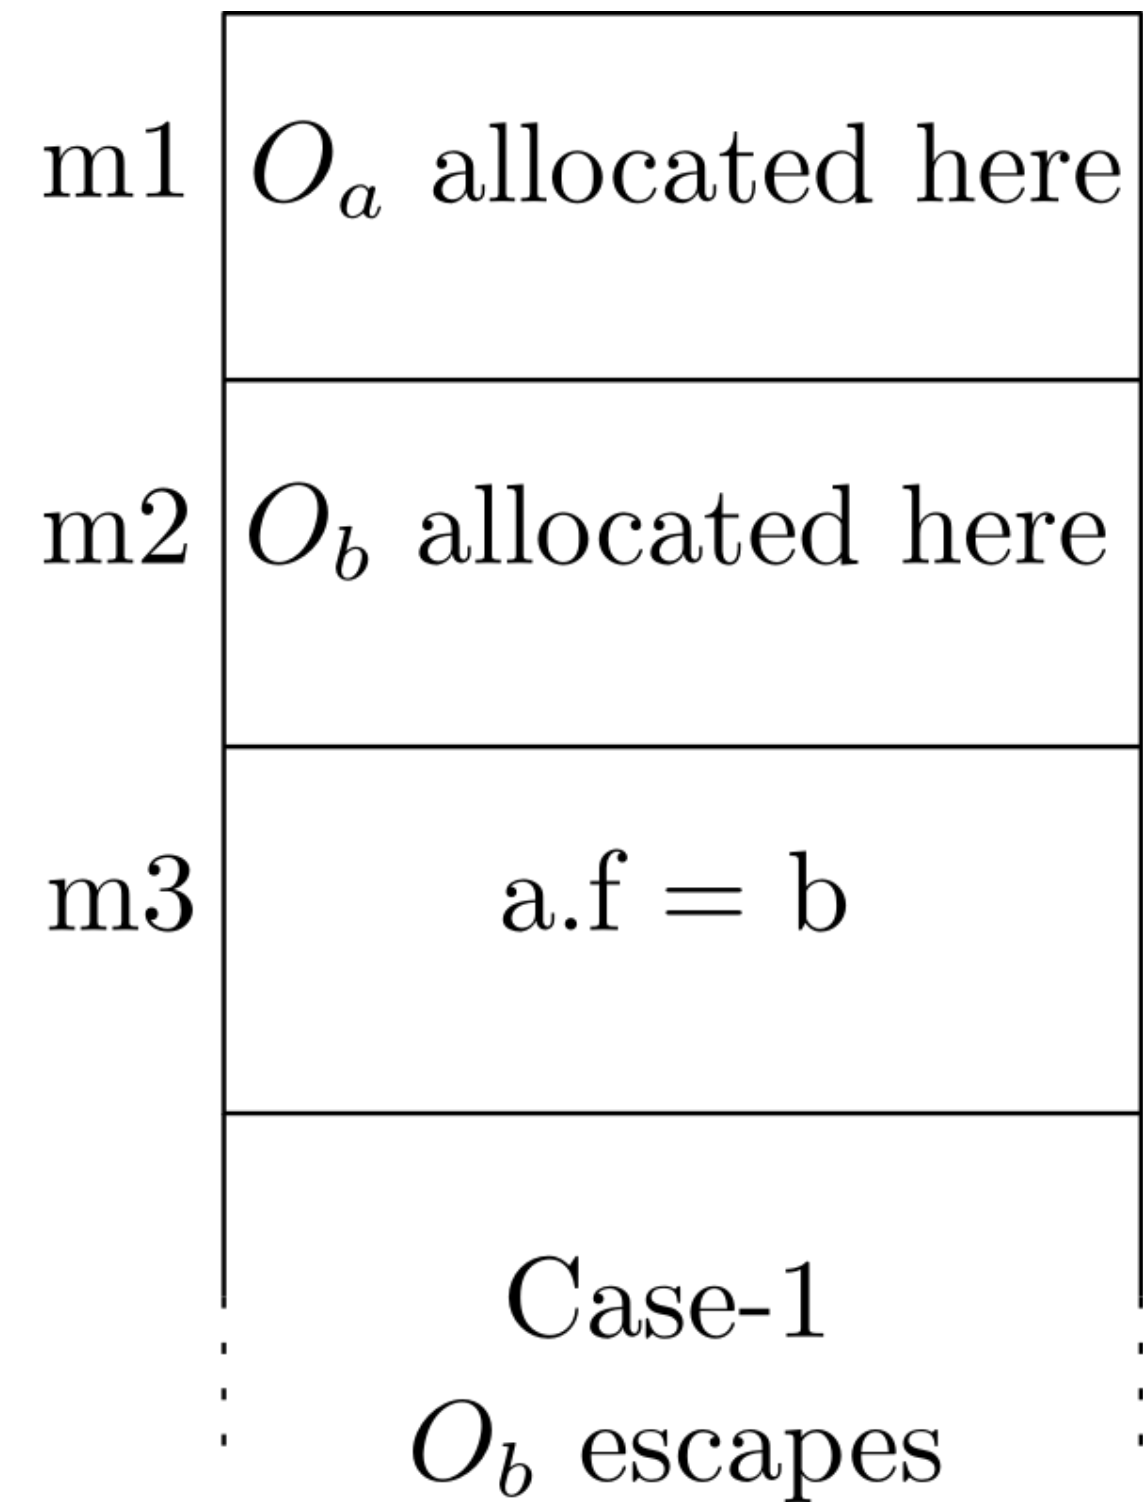 m1 O_a allocated here
m2 O_b allocated here
m3 a.f = b
Case-1
O_b escapes